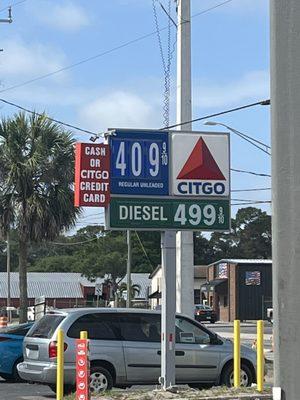 CASH
OR
CITGO
CREDIT
CARD
409 9/10
REGULAR UNLEADED
CITGO
DIESEL 499 9/10